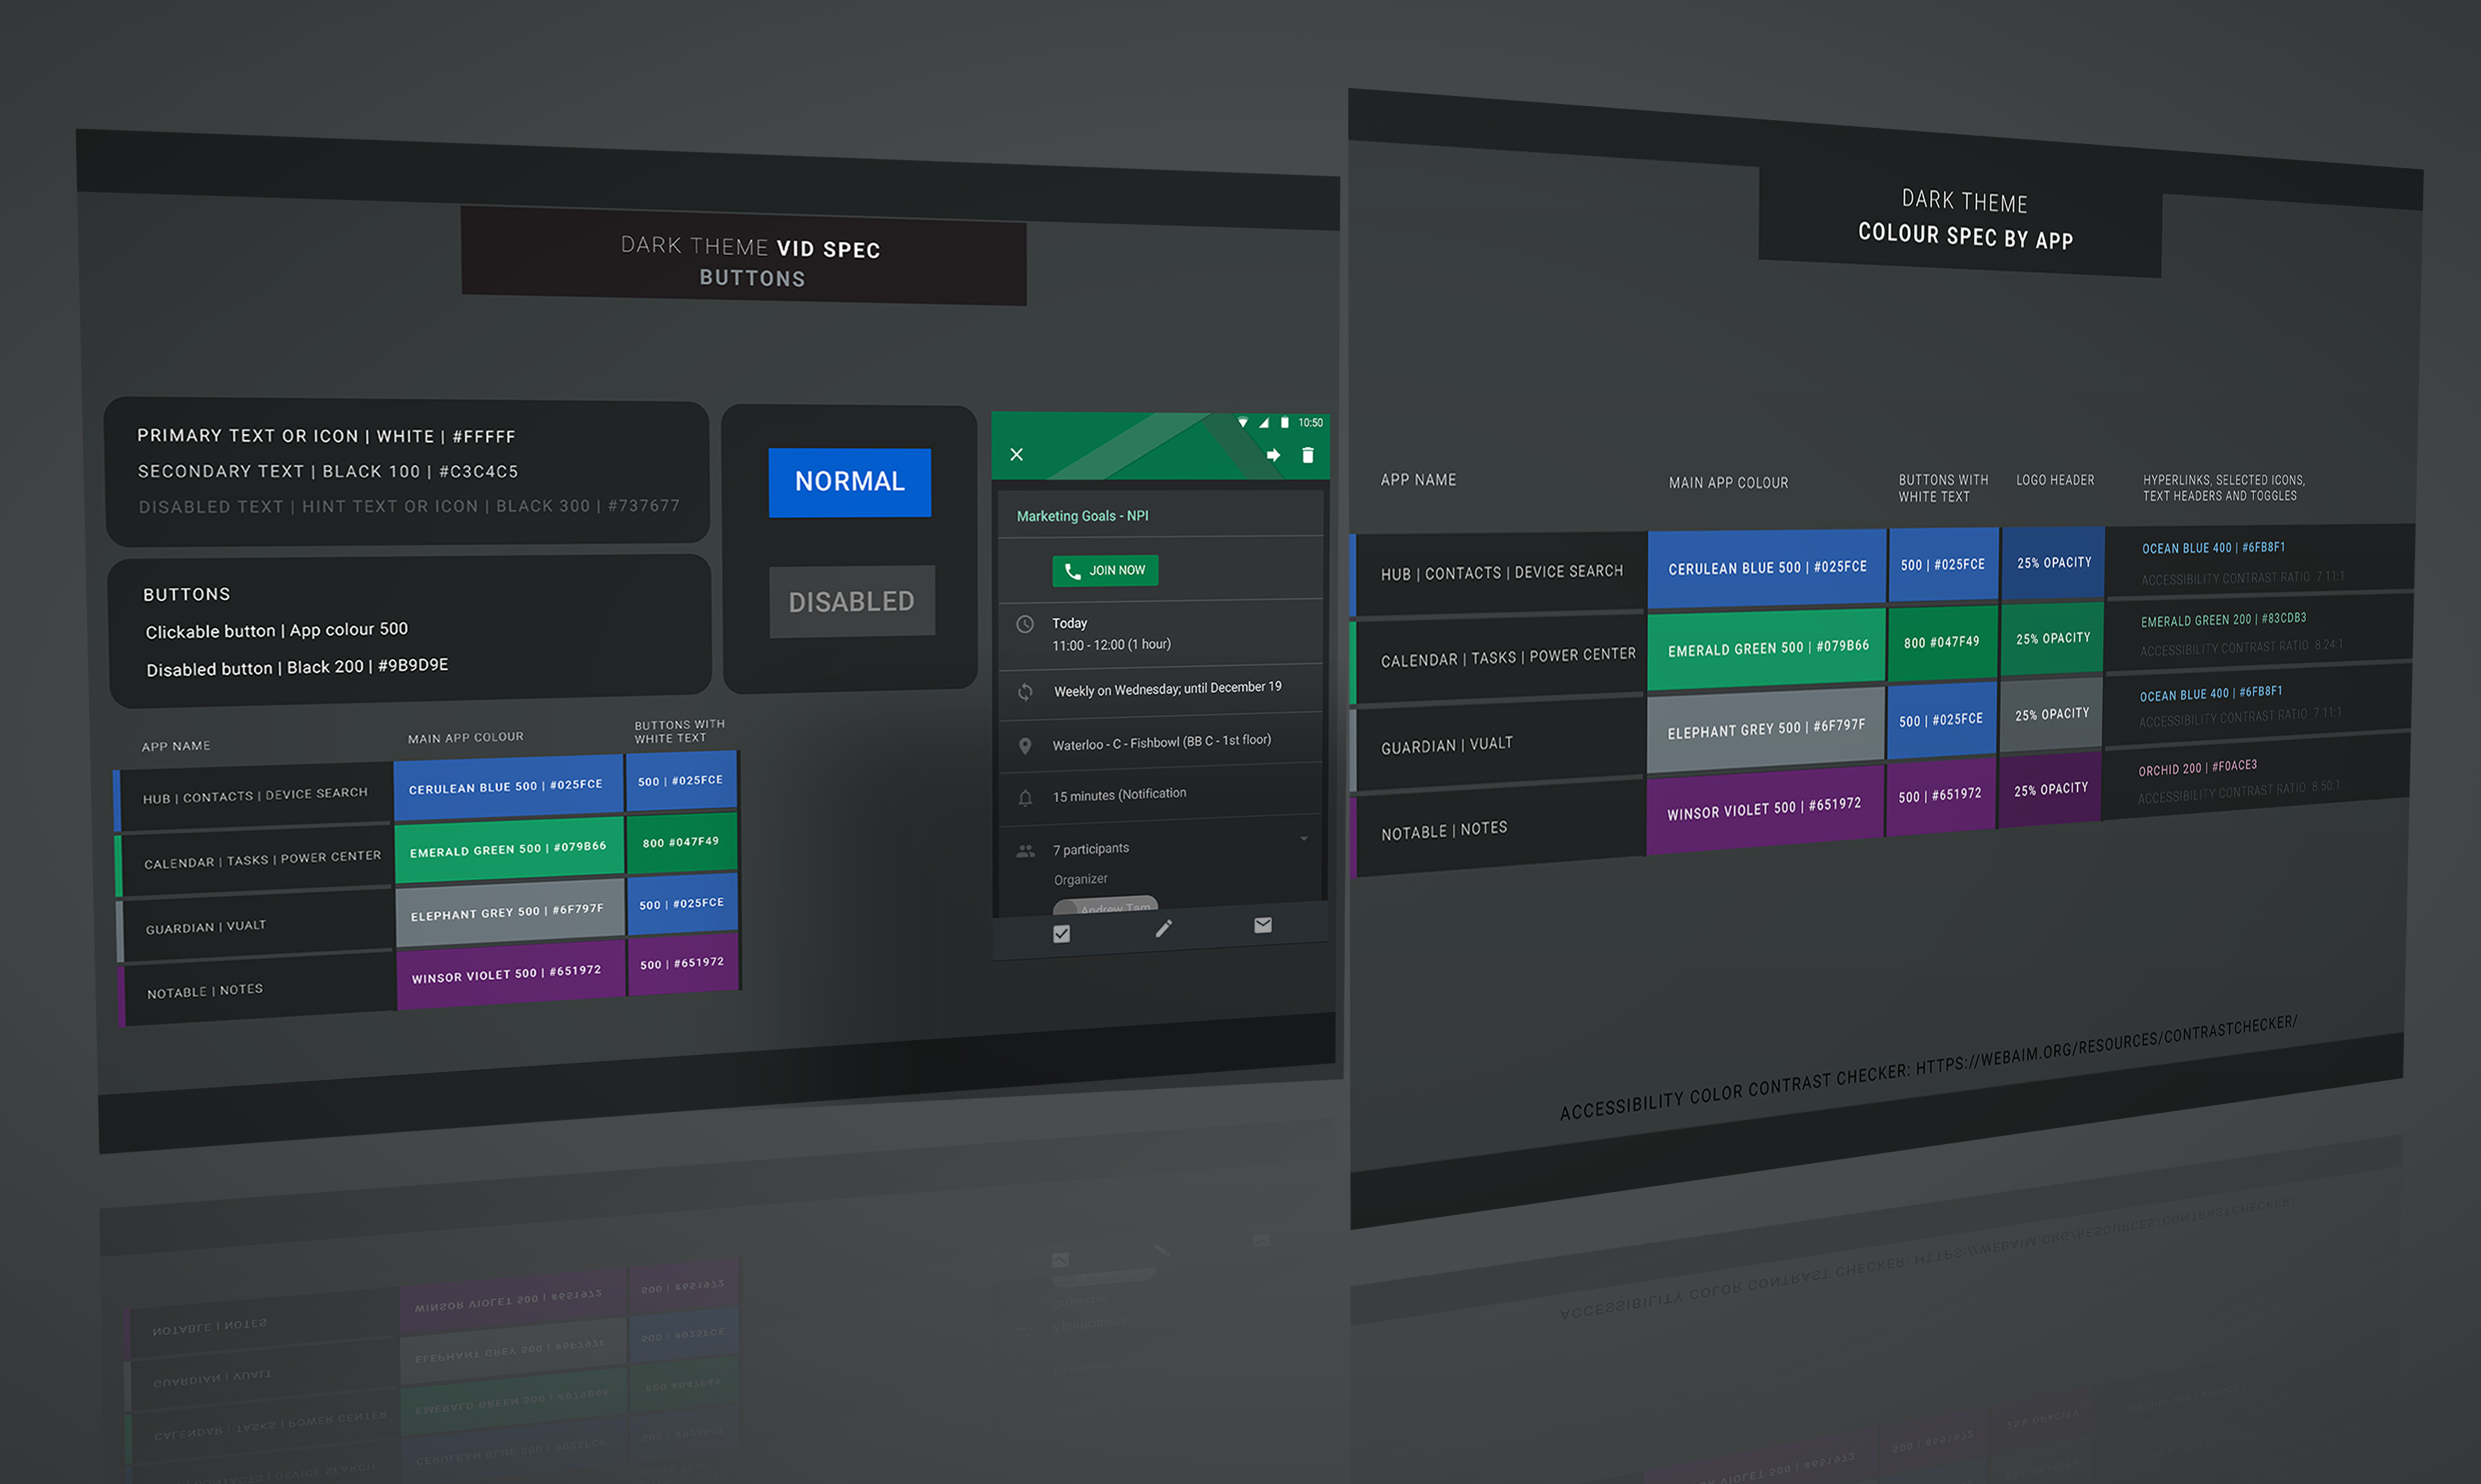 DARK THEME VID SPEC
BUTTONS
PRIMARY TEXT OR ICON | WHITE | #FFFFF
SECONDARY TEXT | BLACK 100 | #C3C4C5
DISABLED TEXT | HINT TEXT OR ICON | BLACK 300 | #737677
BUTTONS
Clickable button | App colour 500
Disabled button | Black 200 | #9B9D9E
NORMAL
DISABLED
APP NAME
MAIN APP COLOUR
BUTTONS WITH
WHITE TEXT
HUB | CONTACTS | DEVICE SEARCH
CERULEAN BLUE 500 | #025FCE
500 | #025FCE
CALENDAR | TASKS | POWER CENTER
EMERALD GREEN 500 | #079B66
800 #047F49
GUARDIAN | VUALT
ELEPHANT GREY 500 | #6F797F
500 | #025FCE
NOTABLE | NOTES
WINSOR VIOLET 500 | #651972
500 | #651972
10:50
Marketing Goals - NPI
JOIN NOW
Today
11:00 - 12:00 (1 hour)
Weekly on Wednesday; until December 19
Waterloo - C - Fishbowl (BB C - 1st floor)
15 minutes (Notification
7 participants
Organizer
Andrew Tam
DARK THEME
COLOUR SPEC BY APP
APP NAME
MAIN APP COLOUR
BUTTONS WITH
WHITE TEXT
LOGO HEADER
HYPERLINKS, SELECTED ICONS,
TEXT HEADERS AND TOGGLES
HUB | CONTACTS | DEVICE SEARCH
CERULEAN BLUE 500 | #025FCE
500 | #025FCE
25% OPACITY
OCEAN BLUE 400 | #6FB8F1
ACCESSIBILITY CONTRAST RATIO 7.11:1
CALENDAR | TASKS | POWER CENTER
EMERALD GREEN 500 | #079B66
800 #047F49
25% OPACITY
EMERALD GREEN 200 | #83CDB3
ACCESSIBILITY CONTRAST RATIO 8.24:1
GUARDIAN | VUALT
ELEPHANT GREY 500 | #6F797F
500 | #025FCE
25% OPACITY
OCEAN BLUE 400 | #6FB8F1
ACCESSIBILITY CONTRAST RATIO 7.11:1
NOTABLE | NOTES
WINSOR VIOLET 500 | #651972
500 | #651972
25% OPACITY
ORCHID 200 | #F0ACE3
ACCESSIBILITY CONTRAST RATIO 8.50:1
ACCESSIBILITY COLOR CONTRAST CHECKER: HTTPS://WEBAIM.ORG/RESOURCES/CONTRASTCHECKER/